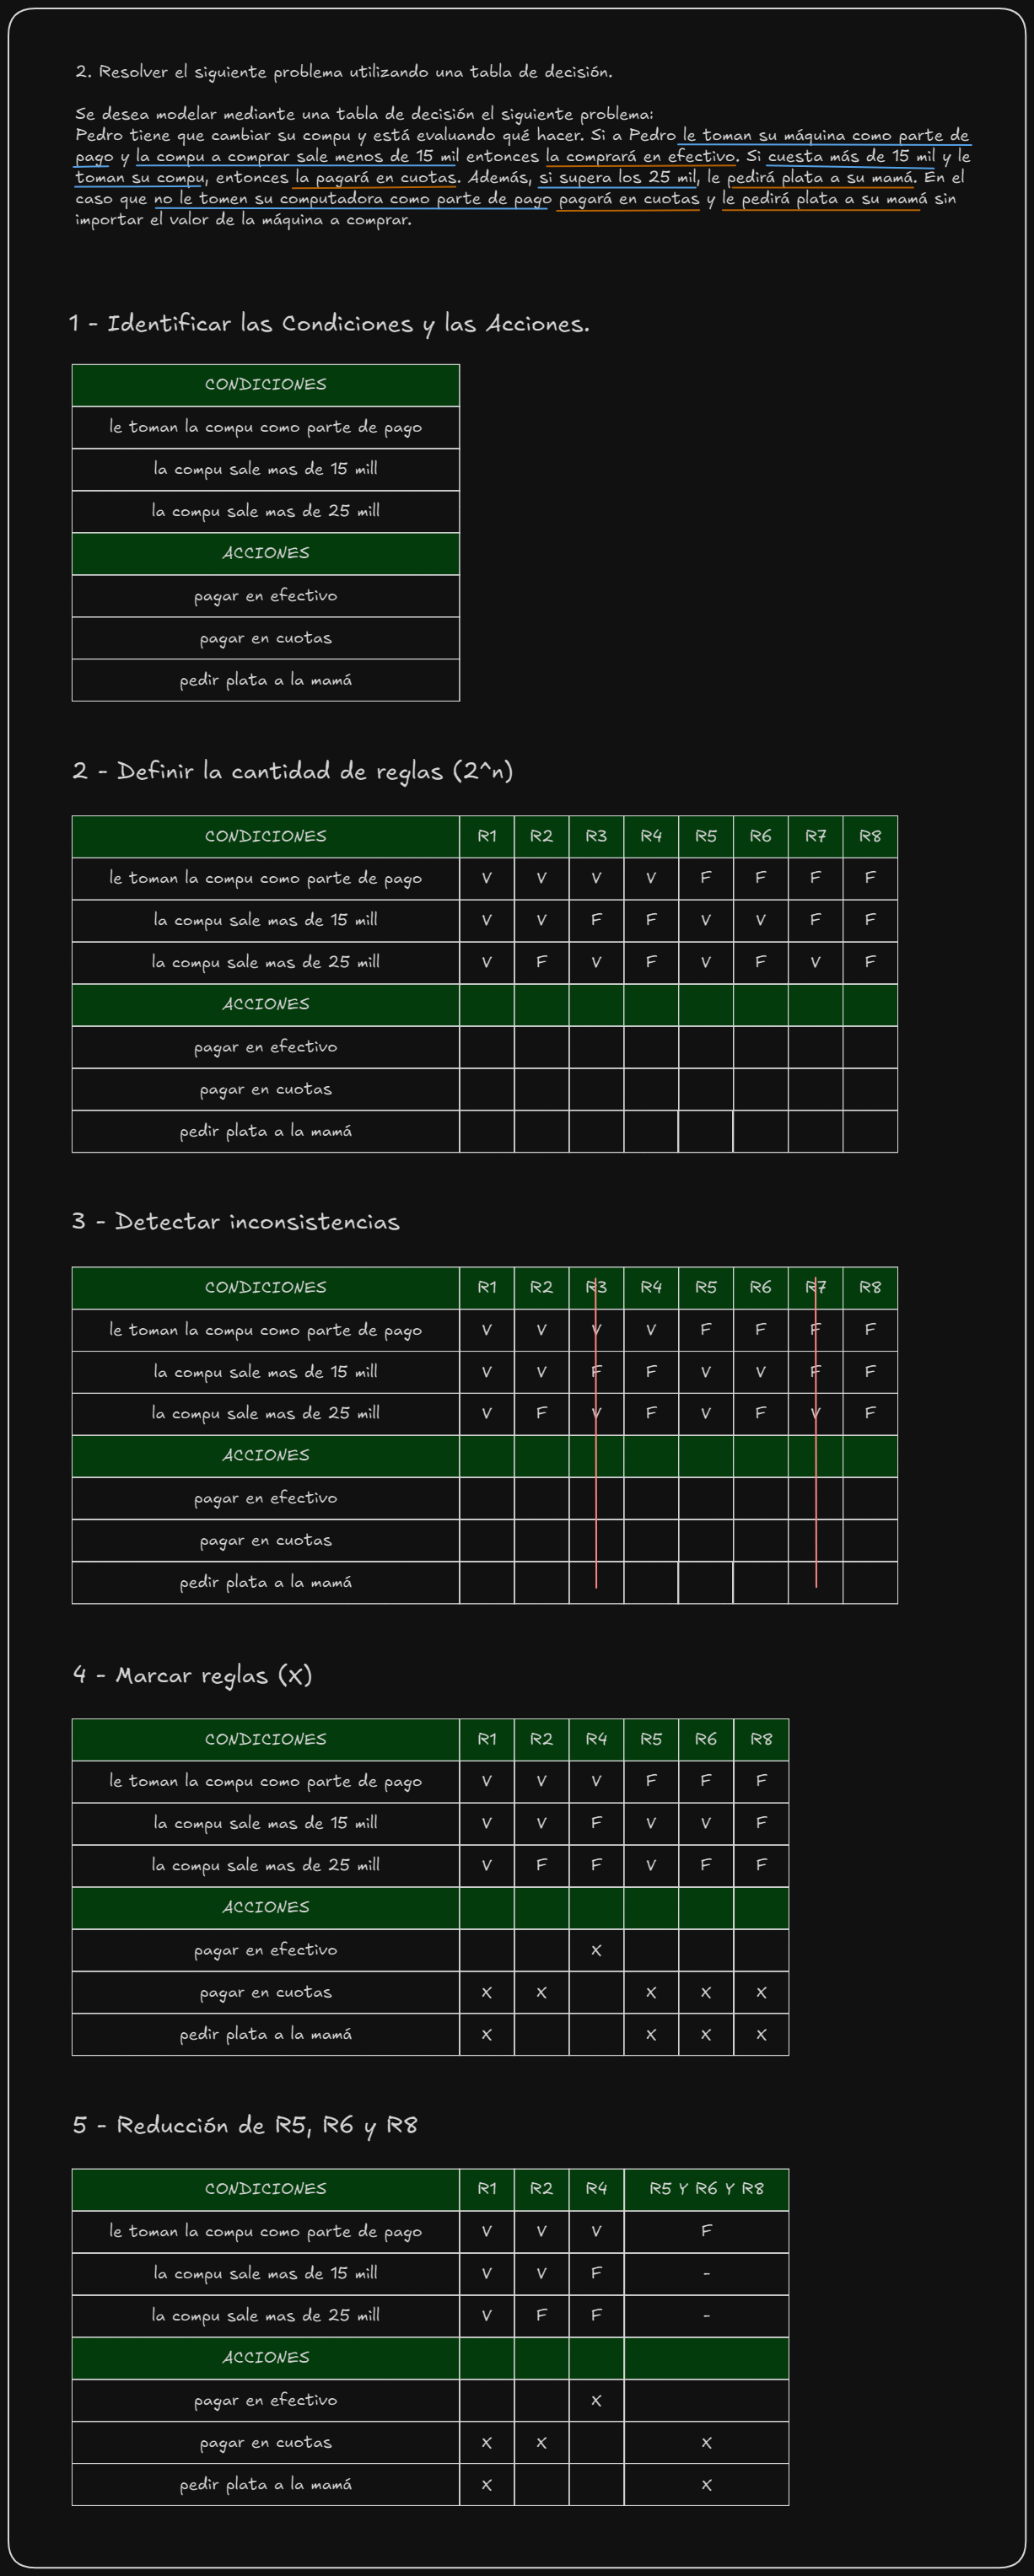 2. Resolver el siguiente problema utilizando una tabla de decisión.
Se desea modelar mediante una tabla de decisión el siguiente problema:
Pedro tiene que cambiar su compu y está evaluando qué hacer. Si a Pedro le toman su máquina como parte de
pago y la compu a comprar sale menos de 15 mil entonces la comprará en efectivo. Si cuesta más de 15 mil y le
toman su compu, entonces la pagará en cuotas. Además, si supera los 25 mil, le pedirá plata a su mamá. En el
caso que no le tomen su computadora como parte de pago pagará en cuotas y le pedirá plata a su mamá sin
importar el valor de la máquina a comprar.
1 - Identificar las Condiciones y las Acciones.
CONDICIONES
le toman la compu como parte de pago
la compu sale mas de 15 mill
la compu sale mas de 25 mill
ACCIONES
pagar en efectivo
pagar en cuotas
pedir plata a la mamá
2 - Definir la cantidad de reglas (2^n)
CONDICIONES R1 R2 R3 R4 R5 R6 R7 R8
le toman la compu como parte de pago V V V V F F F F
la compu sale mas de 15 mill V V F F V V F F
la compu sale mas de 25 mill V F V F V F V F
ACCIONES
pagar en efectivo
pagar en cuotas
pedir plata a la mamá
3 - Detectar inconsistencias
CONDICIONES R1 R2 R3 R4 R5 R6 R7 R8
le toman la compu como parte de pago V V V V F F F F
la compu sale mas de 15 mill V V F F V V F F
la compu sale mas de 25 mill V F V F V F V F
ACCIONES
pagar en efectivo
pagar en cuotas
pedir plata a la mamá
4 - Marcar reglas (X)
CONDICIONES R1 R2 R4 R5 R6 R8
le toman la compu como parte de pago V V V F F F
la compu sale mas de 15 mill V V F V V F
la compu sale mas de 25 mill V F F V F F
ACCIONES
pagar en efectivo X
pagar en cuotas X X X X X
pedir plata a la mamá X X X X
5 - Reducción de R5, R6 y R8
CONDICIONES R1 R2 R4 R5 Y R6 Y R8
le toman la compu como parte de pago V V V F
la compu sale mas de 15 mill V V F -
la compu sale mas de 25 mill V F F -
ACCIONES
pagar en efectivo X
pagar en cuotas X X X
pedir plata a la mamá X X